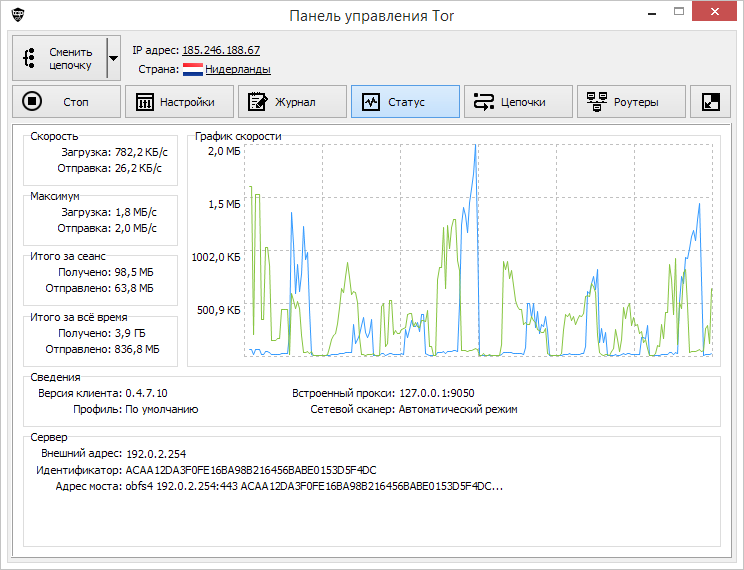 Панель управления Tor
Сменить цепочку
IP адрес: 185.246.188.67
Страна: Нидерланды
Стоп
Настройки
Журнал
Статус
Цепочки
Роутеры
Скорость
Загрузка: 782,2 КБ/с
Отправка: 26,2 КБ/с
Максимум
Загрузка: 1,8 МБ/с
Отправка: 2,0 МБ/с
Итого за сеанс
Получено: 98,5 МБ
Отправлено: 63,8 МБ
Итого за всё время
Получено: 3,9 ГБ
Отправлено: 836,8 МБ
График скорости
2,0 МБ
1,5 МБ
1002,0 КБ
500,9 КБ
Сведения
Версия клиента: 0.4.7.10
Встроенный прокси: 127.0.0.1:9050
Профиль: По умолчанию
Сетевой сканер: Автоматический режим
Сервер
Внешний адрес: 192.0.2.254
Идентификатор: ACAA12DA3F0FE16BA98B216456BABE0153D5F4DC
Адрес моста: obfs4 192.0.2.254:443 ACAA12DA3F0FE16BA98B216456BABE0153D5F4DC...